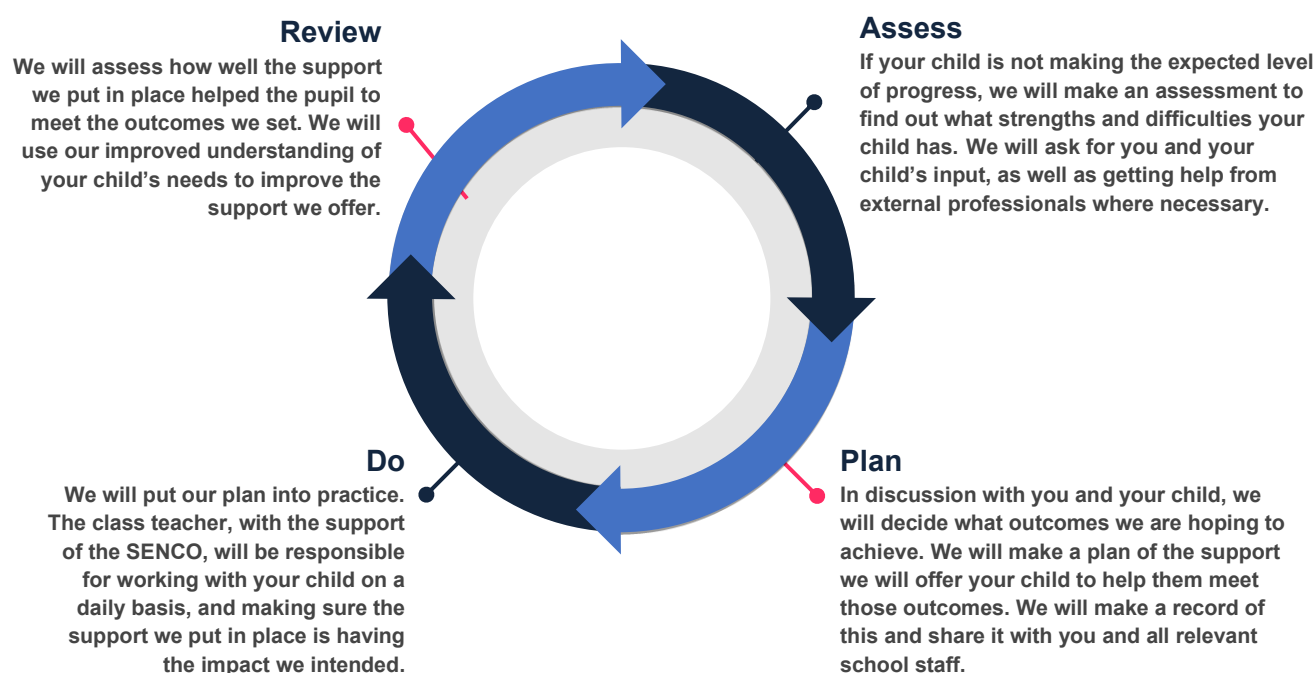 Review
We will assess how well the support
we put in place helped the pupil to
meet the outcomes we set. We will
use our improved understanding of
your child’s needs to improve the
support we offer.
Assess
If your child is not making the expected level
of progress, we will make an assessment to
find out what strengths and difficulties your
child has. We will ask for you and your
child’s input, as well as getting help from
external professionals where necessary.
Do
We will put our plan into practice.
The class teacher, with the support
of the SENCO, will be responsible
for working with your child on a
daily basis, and making sure the
support we put in place is having
the impact we intended.
Plan
In discussion with you and your child, we
will decide what outcomes we are hoping to
achieve. We will make a plan of the support
we will offer your child to help them meet
those outcomes. We will make a record of
this and share it with you and all relevant
school staff.